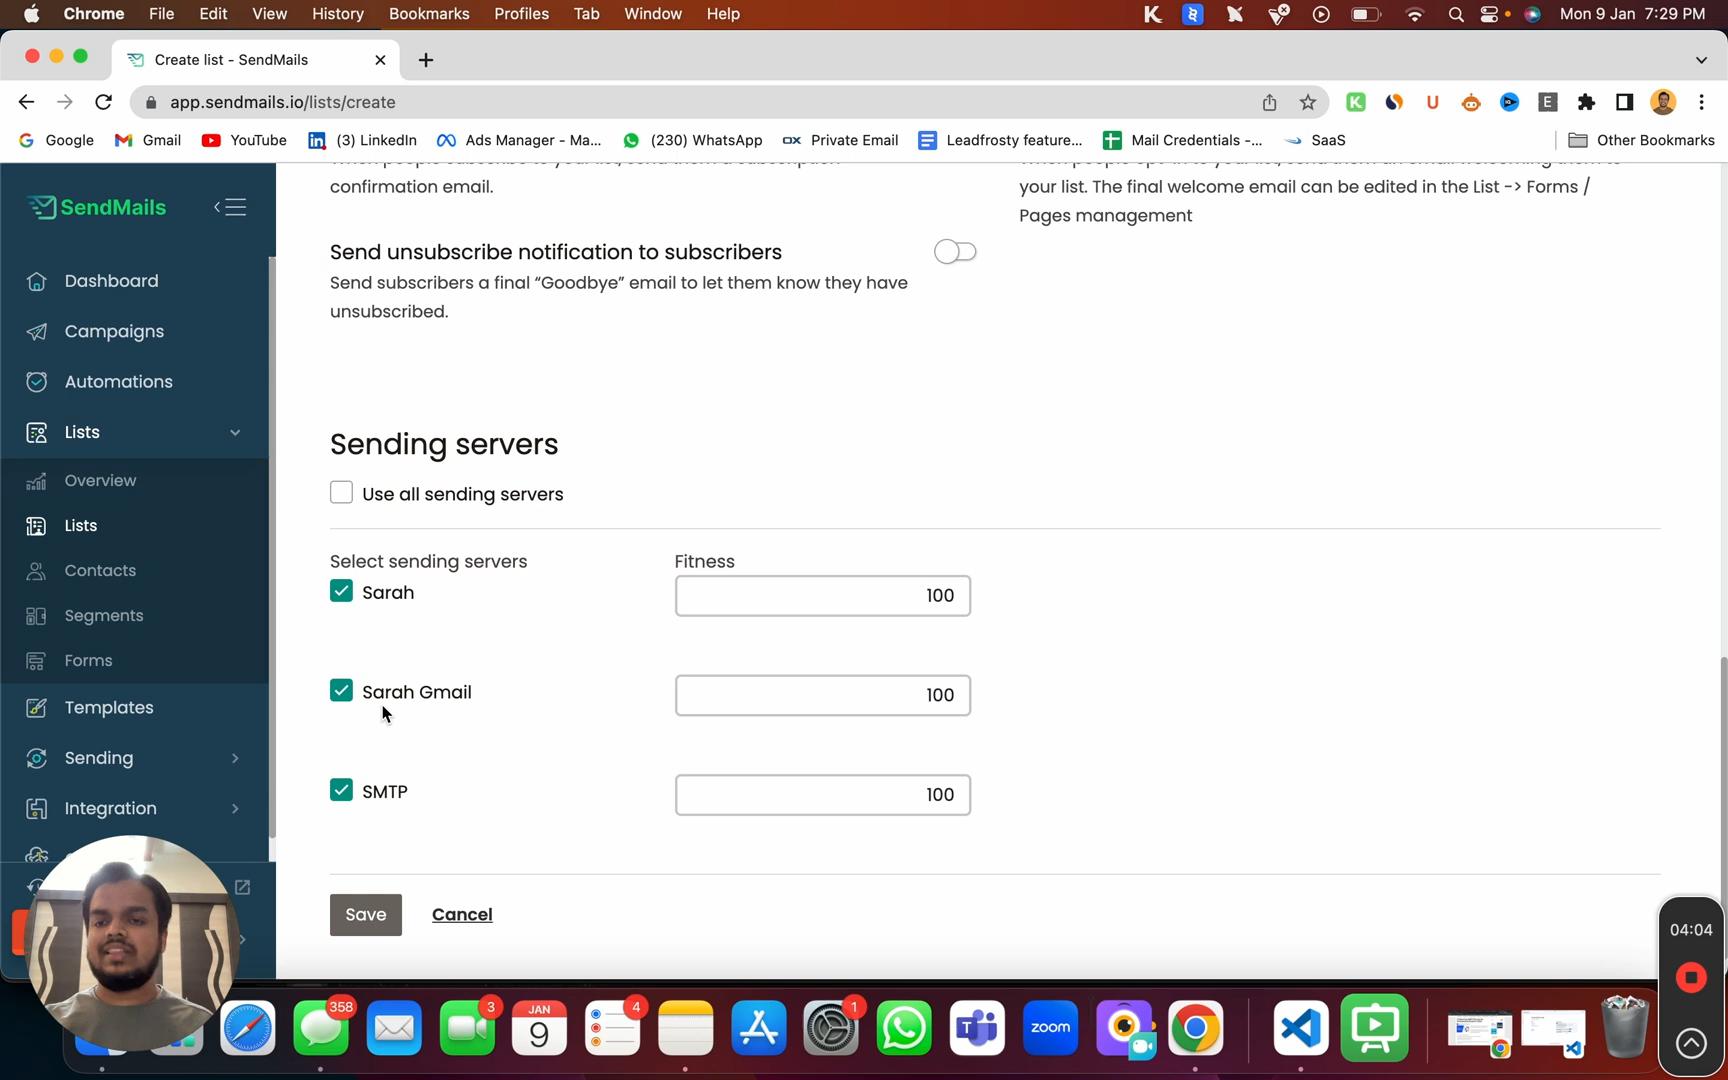 Chrome File Edit View History Bookmarks Profiles Tab Window Help
Mon 9 Jan 7:29 PM
Create list - SendMails
app.sendmails.io/lists/create
Google Gmail YouTube (3) LinkedIn Ads Manager - Ma... (230) WhatsApp Private Email Leadfrosty feature... Mail Credentials -... SaaS Other Bookmarks
SendMails
Dashboard
Campaigns
Automations
Lists
Overview
Lists
Contacts
Segments
Forms
Templates
Sending
Integration
confirmation email.
your list. The final welcome email can be edited in the List -> Forms /
Pages management
Send unsubscribe notification to subscribers
Send subscribers a final “Goodbye” email to let them know they have
unsubscribed.
Sending servers
Use all sending servers
Select sending servers Fitness
Sarah 100
Sarah Gmail 100
SMTP 100
Save Cancel
04:04
358
3
JAN
9
4
1
zoom